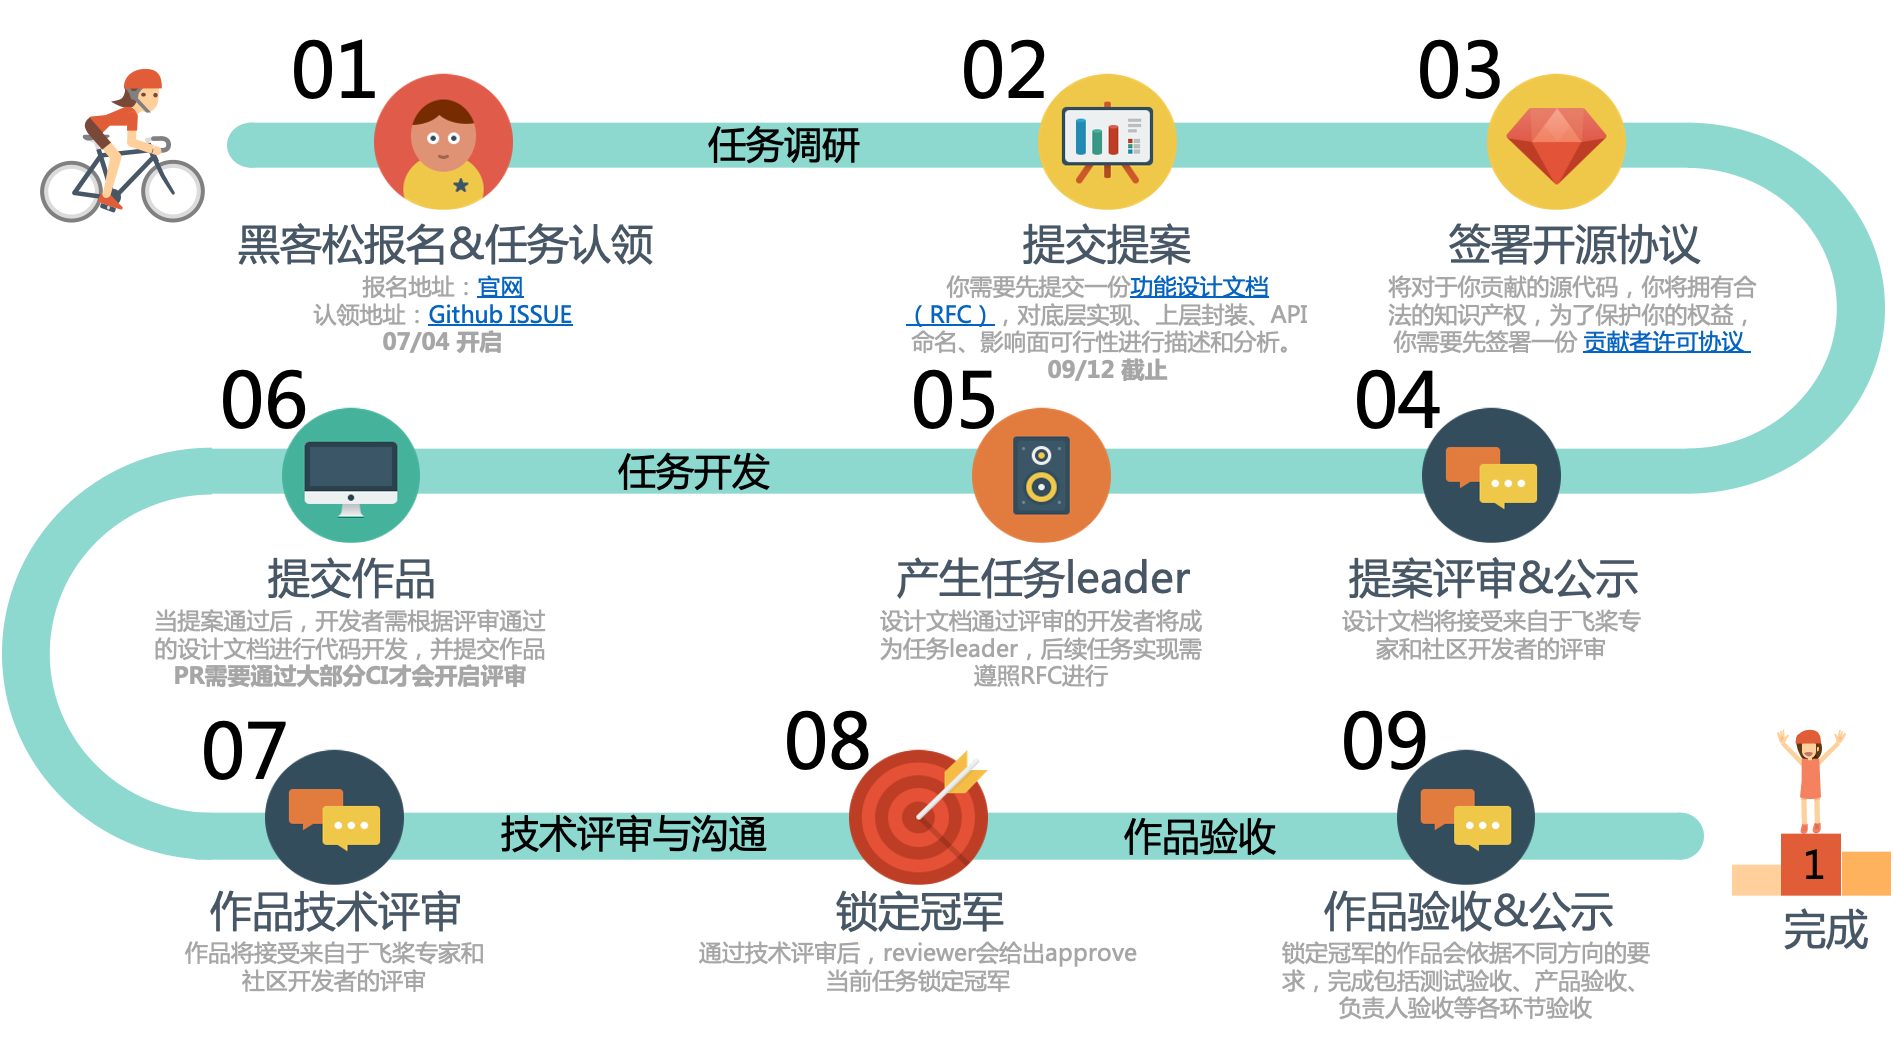 01
黑客松报名&任务认领
报名地址：官网
认领地址：Github ISSUE
07/04 开启
任务调研
02
提交提案
你需要先提交一份功能设计文档
（RFC），对底层实现、上层封装、API
命名、影响面可行性进行描述和分析。
09/12 截止
03
签署开源协议
将对于你贡献的源代码，你将拥有合
法的知识产权，为了保护你的权益，
你需要先签署一份 贡献者许可协议
04
提案评审&公示
设计文档将接受来自于飞桨专
家和社区开发者的评审
05
产生任务leader
设计文档通过评审的开发者将成
为任务leader，后续任务实现需
遵照RFC进行
任务开发
06
提交作品
当提案通过后，开发者需根据评审通过
的设计文档进行代码开发，并提交作品
PR需要通过大部分CI才会开启评审
07
作品技术评审
作品将接受来自于飞桨专家和
社区开发者的评审
技术评审与沟通
08
锁定冠军
通过技术评审后，reviewer会给出approve
当前任务锁定冠军
作品验收
09
作品验收&公示
锁定冠军的作品会依据不同方向的要
求，完成包括测试验收、产品验收、
负责人验收等各环节验收
1
完成